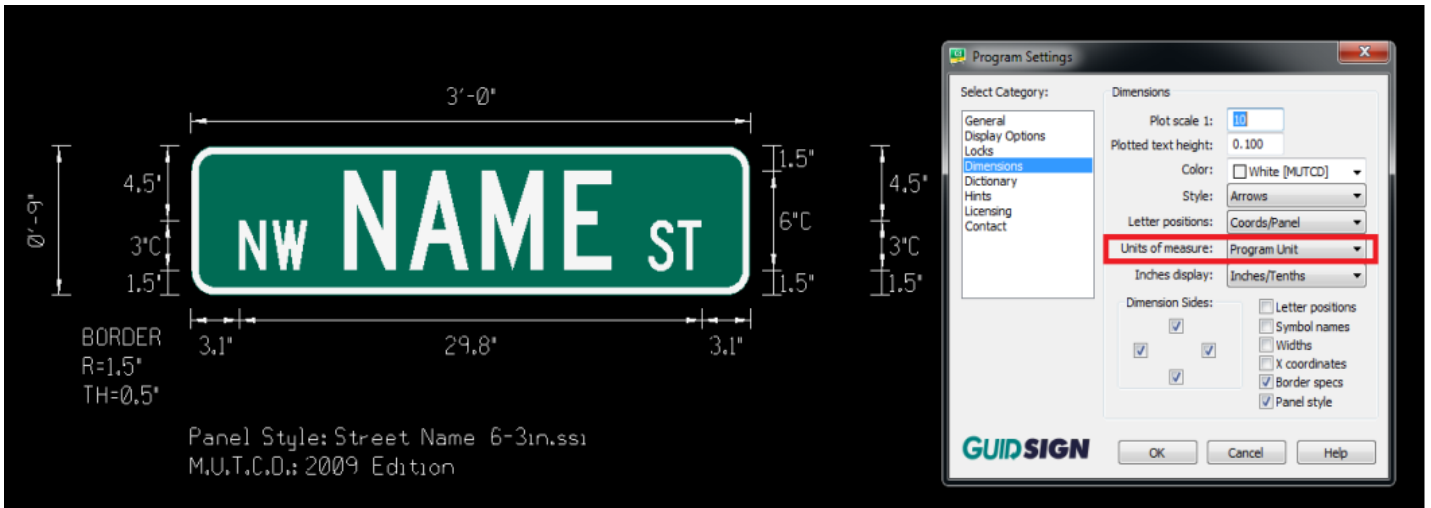 3'-0"
0'-9"
4.5"
3"C
1.5"
NW NAME ST
1.5"
6"C
1.5"
4.5"
3"C
1.5"
3.1"
29.8"
3.1"
BORDER
R=1.5"
TH=0.5"
Panel Style: Street Name 6-3in.ssi
M.U.T.C.D.: 2009 Edition
Program Settings
Select Category:
General
Display Options
Locks
Dimensions
Dictionary
Hints
Licensing
Contact
Dimensions
Plot scale 1: 10
Plotted text height: 0.100
Color: White [MUTCD]
Style: Arrows
Letter positions: Coords/Panel
Units of measure: Program Unit
Inches display: Inches/Tenths
Dimension Sides:
Letter positions
Symbol names
Widths
X coordinates
Border specs
Panel style
GUIDSIGN
OK Cancel Help